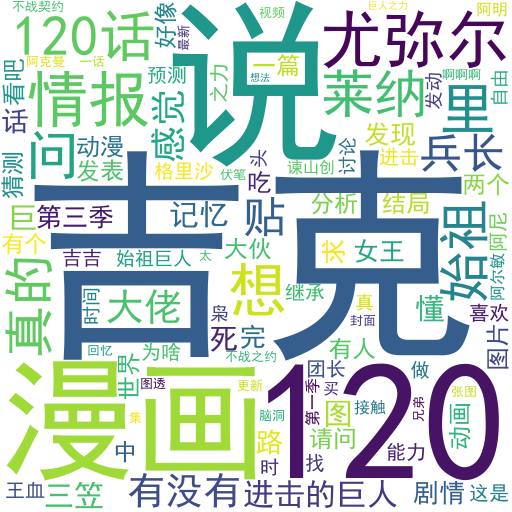 不战契约
视频
巨人之力
阿明
120话
好像
阿克曼
一话
最新
尤弥尔
说
看吧
预测
之力
一篇
想法
啊啊啊
情报
莱纳
里
发动
自由
话
问
动漫
感觉
格里沙
头
伏笔
谏山创
讨论
发现
进击
兵长
猜测
发表
吃
分析
结局
两个
巨
第三季
记忆
贴
求
女王
始祖
阿尼
有个
吉克
真的
吉吉
始祖巨人
大伙
太
想
继承
真
懂
阿尔敏
喜欢
时间
大佬
枭
死
完
封面
图片
世界
回忆
为啥
不战之约
有人
漫画
120
图透
更新
团长
第一季
买
做
集
脑洞
图
接触
兄弟
张图
中
路
请问
动画
王血
三笠
时
找
能力
有没有
进击的巨人
剧情
这是